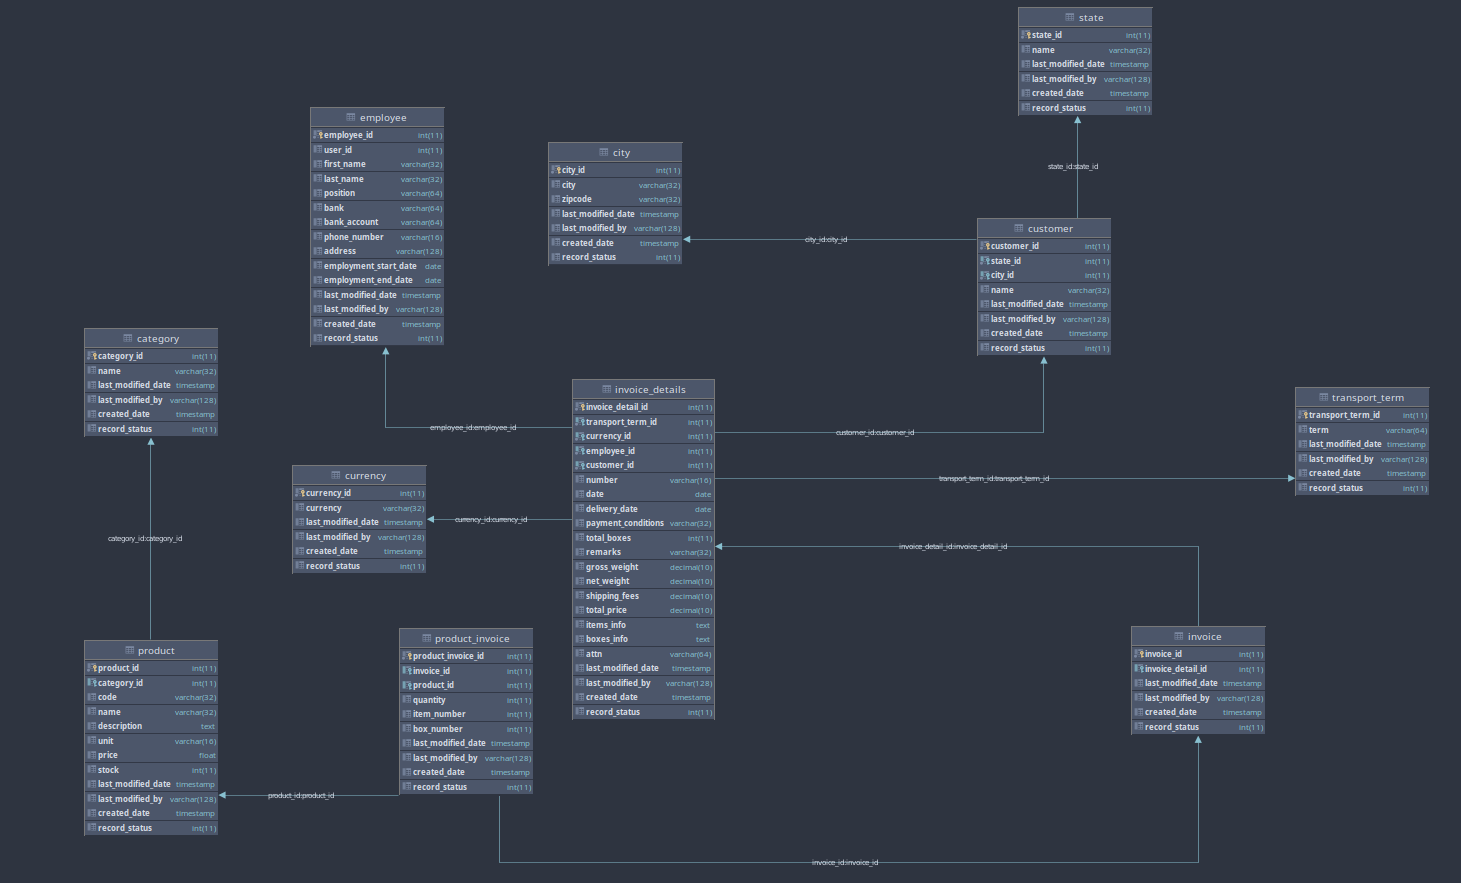 state
state_id int(11)
name varchar(32)
last_modified_date timestamp
last_modified_by varchar(128)
created_date timestamp
record_status int(11)
state_id:state_id
employee
employee_id int(11)
user_id int(11)
first_name varchar(32)
last_name varchar(32)
position varchar(64)
bank varchar(64)
bank_account varchar(64)
phone_number varchar(16)
address varchar(128)
employment_start_date date
employment_end_date date
last_modified_date timestamp
last_modified_by varchar(128)
created_date timestamp
record_status int(11)
city
city_id int(11)
city varchar(32)
zipcode varchar(32)
last_modified_date timestamp
last_modified_by varchar(128)
created_date timestamp
record_status int(11)
city_id:city_id
customer
customer_id int(11)
state_id int(11)
city_id int(11)
name varchar(32)
last_modified_date timestamp
last_modified_by varchar(128)
created_date timestamp
record_status int(11)
category
category_id int(11)
name varchar(32)
last_modified_date timestamp
last_modified_by varchar(128)
created_date timestamp
record_status int(11)
employee_id:employee_id
invoice_details
invoice_detail_id int(11)
transport_term_id int(11)
currency_id int(11)
employee_id int(11)
customer_id int(11)
number varchar(16)
date date
delivery_date date
payment_conditions varchar(32)
total_boxes int(11)
remarks varchar(32)
gross_weight decimal(10)
net_weight decimal(10)
shipping_fees decimal(10)
total_price decimal(10)
items_info text
boxes_info text
attn varchar(64)
last_modified_date timestamp
last_modified_by varchar(128)
created_date timestamp
record_status int(11)
customer_id:customer_id
transport_term
transport_term_id int(11)
term varchar(64)
last_modified_date timestamp
last_modified_by varchar(128)
created_date timestamp
record_status int(11)
transport_term_id:transport_term_id
currency
currency_id int(11)
currency varchar(32)
last_modified_date timestamp
last_modified_by varchar(128)
created_date timestamp
record_status int(11)
currency_id:currency_id
category_id:category_id
invoice_detail_id:invoice_detail_id
product
product_id int(11)
category_id int(11)
code varchar(32)
name varchar(32)
description text
unit varchar(16)
price float
stock int(11)
last_modified_date timestamp
last_modified_by varchar(128)
created_date timestamp
record_status int(11)
product_invoice
product_invoice_id int(11)
invoice_id int(11)
product_id int(11)
quantity int(11)
item_number int(11)
box_number int(11)
last_modified_date timestamp
last_modified_by varchar(128)
created_date timestamp
record_status int(11)
invoice
invoice_id int(11)
invoice_detail_id int(11)
last_modified_date timestamp
last_modified_by varchar(128)
created_date timestamp
record_status int(11)
product_id:product_id
invoice_id:invoice_id